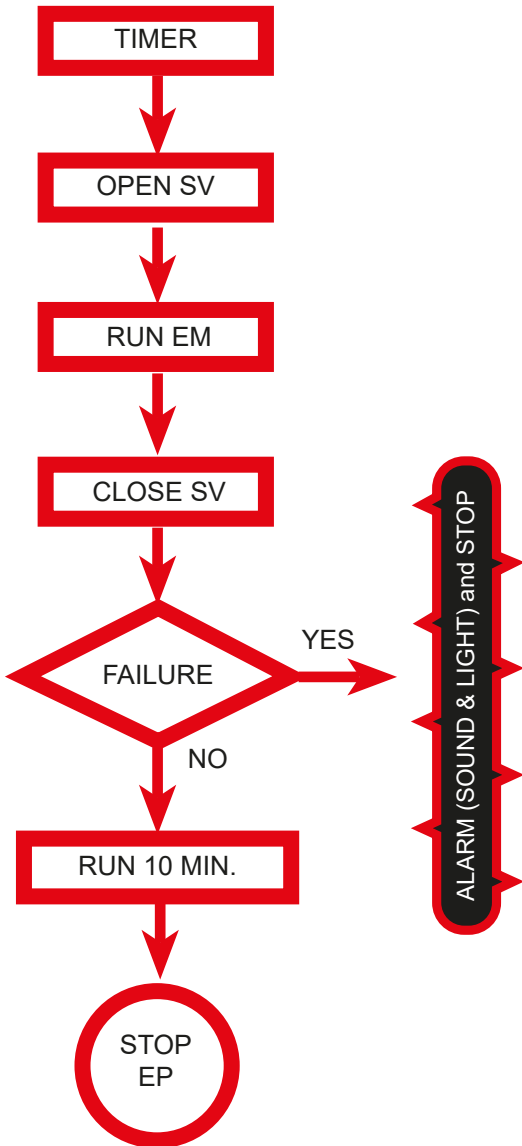 TIMER
OPEN SV
RUN EM
CLOSE SV
FAILURE
YES
ALARM (SOUND & LIGHT) and STOP
NO
RUN 10 MIN.
STOP
EP